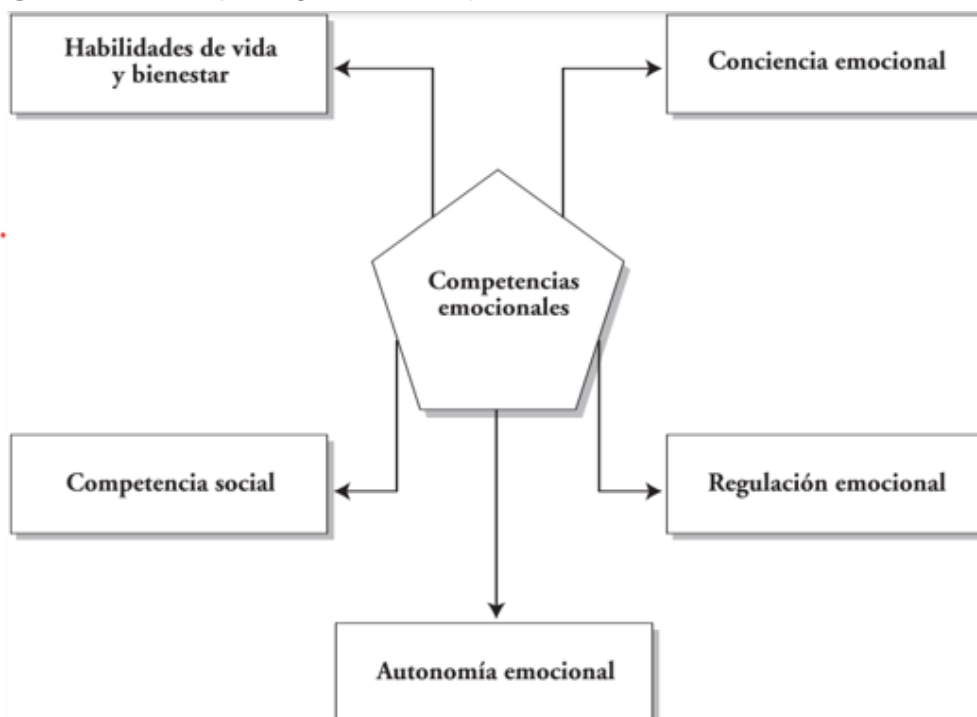 Habilidades de vida
y bienestar
Conciencia emocional
Competencias
emocionales
Competencia social
Regulación emocional
Autonomía emocional